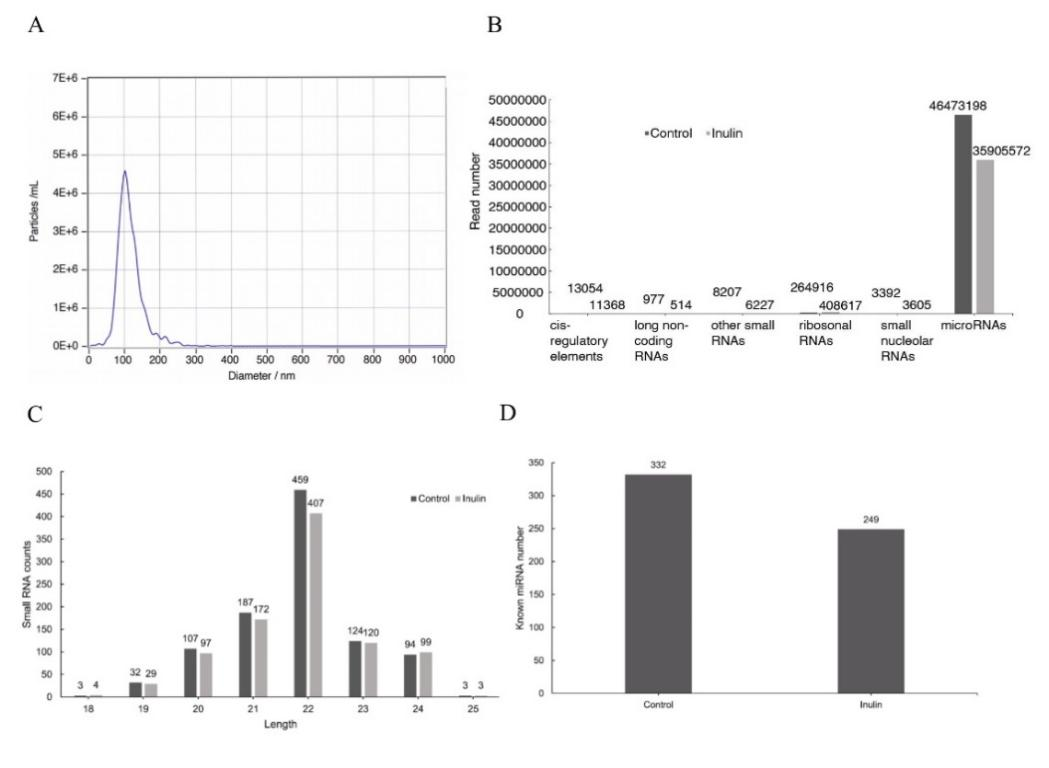 A
B
7E+6
6E+6
5E+6
4E+6
3E+6
2E+6
1E+6
0E+0
Particles /mL
0 100 200 300 400 500 600 700 800 900 1000
Diameter / nm
50000000
45000000
40000000
35000000
30000000
25000000
20000000
15000000
10000000
5000000
0
Read number
Control Inulin
13054
11368
977
514
8207
6227
264916
408617
3392
3605
46473198
35905572
cis-
regulatory
elements
long non-
coding
RNAs
other small
RNAs
ribosonal
RNAs
small
nucleolar
RNAs
microRNAs
C
D
500
450
400
350
300
250
200
150
100
50
0
Small RNA counts
Control Inulin
3 4
32 29
107 97
187 172
459
407
124 120
94 99
3 3
18 19 20 21 22 23 24 25
Length
350
300
250
200
150
100
50
0
Known miRNA number
332
249
Control Inulin